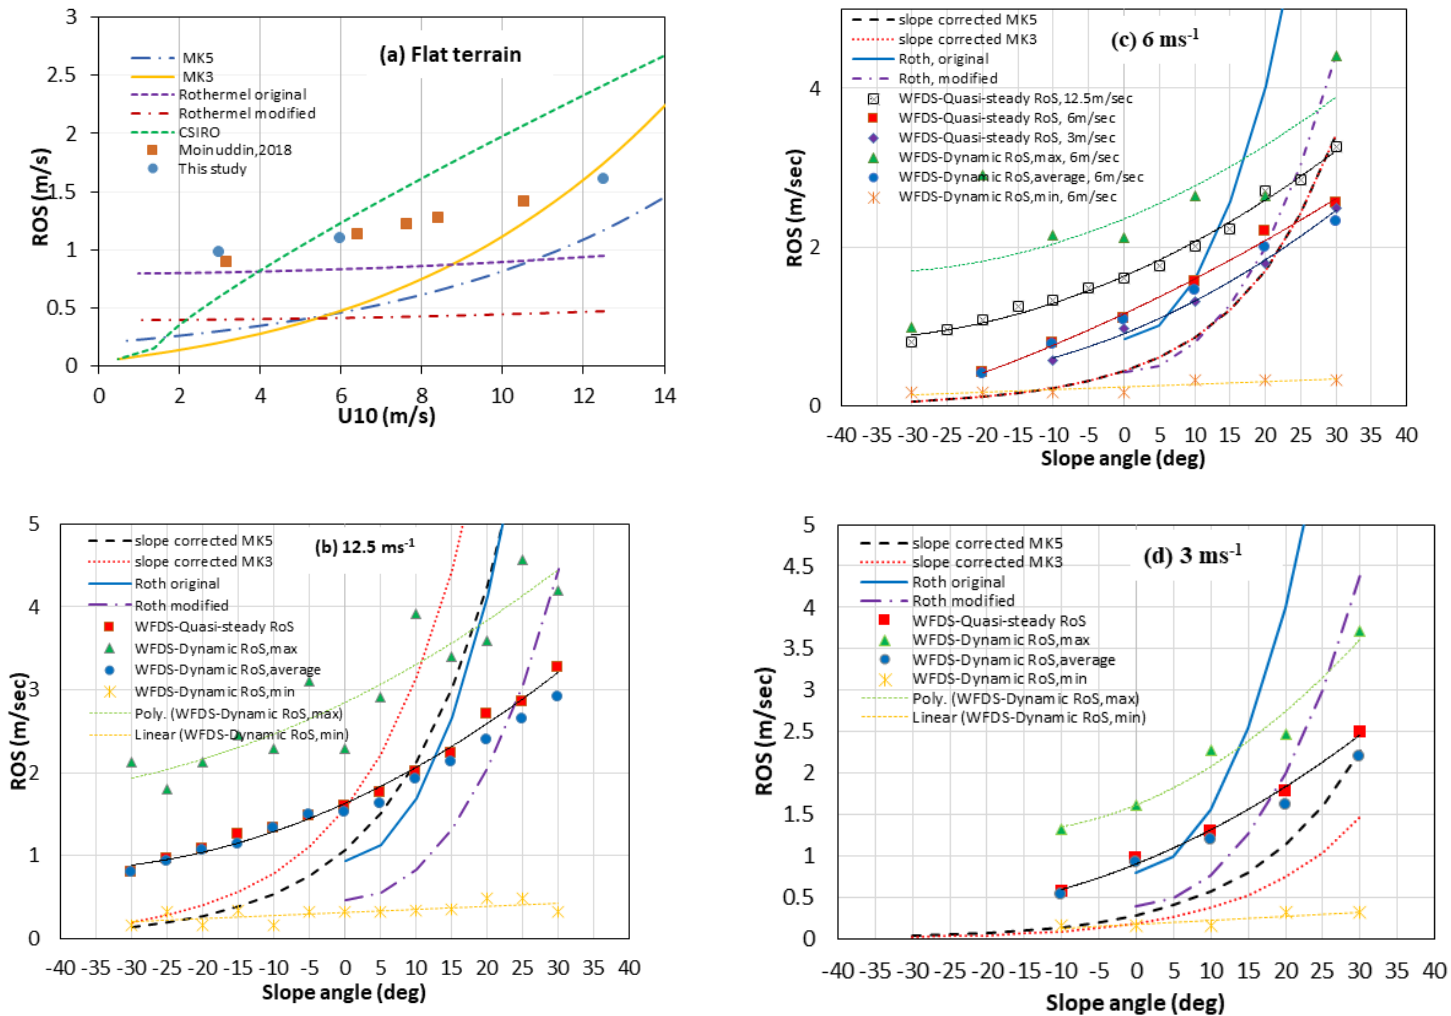 (a) Flat terrain
MK5
MK3
Rothermel original
Rothermel modified
CSIRO
Moinuddin,2018
This study
ROS (m/s)
3
2.5
2
1.5
1
0.5
0
0 2 4 6 8 10 12 14
U10 (m/s)
(c) 6 ms-1
slope corrected MK5
slope corrected MK3
Roth, original
Roth, modified
WFDS-Quasi-steady RoS, 12.5m/sec
WFDS-Quasi-steady RoS, 6m/sec
WFDS-Quasi-steady RoS, 3m/sec
WFDS-Dynamic RoS,max, 6m/sec
WFDS-Dynamic RoS,average, 6m/sec
WFDS-Dynamic RoS,min, 6m/sec
ROS (m/sec)
4
2
0
-40 -35 -30 -25 -20 -15 -10 -5 0 5 10 15 20 25 30 35 40
Slope angle (deg)
(b) 12.5 ms-1
slope corrected MK5
slope corrected MK3
Roth original
Roth modified
WFDS-Quasi-steady RoS
WFDS-Dynamic RoS,max
WFDS-Dynamic RoS,average
WFDS-Dynamic RoS,min
Poly. (WFDS-Dynamic RoS,max)
Linear (WFDS-Dynamic RoS,min)
ROS (m/sec)
5
4
3
2
1
0
-40 -35 -30 -25 -20 -15 -10 -5 0 5 10 15 20 25 30 35 40
Slope angle (deg)
(d) 3 ms-1
slope corrected MK5
slope corrected MK3
Roth original
Roth modified
WFDS-Quasi-steady RoS
WFDS-Dynamic RoS,max
WFDS-Dynamic RoS,average
WFDS-Dynamic RoS,min
Poly. (WFDS-Dynamic RoS,max)
Linear (WFDS-Dynamic RoS,min)
ROS (m/sec)
5
4.5
4
3.5
3
2.5
2
1.5
1
0.5
0
-40 -35 -30 -25 -20 -15 -10 -5 0 5 10 15 20 25 30 35 40
Slope angle (deg)